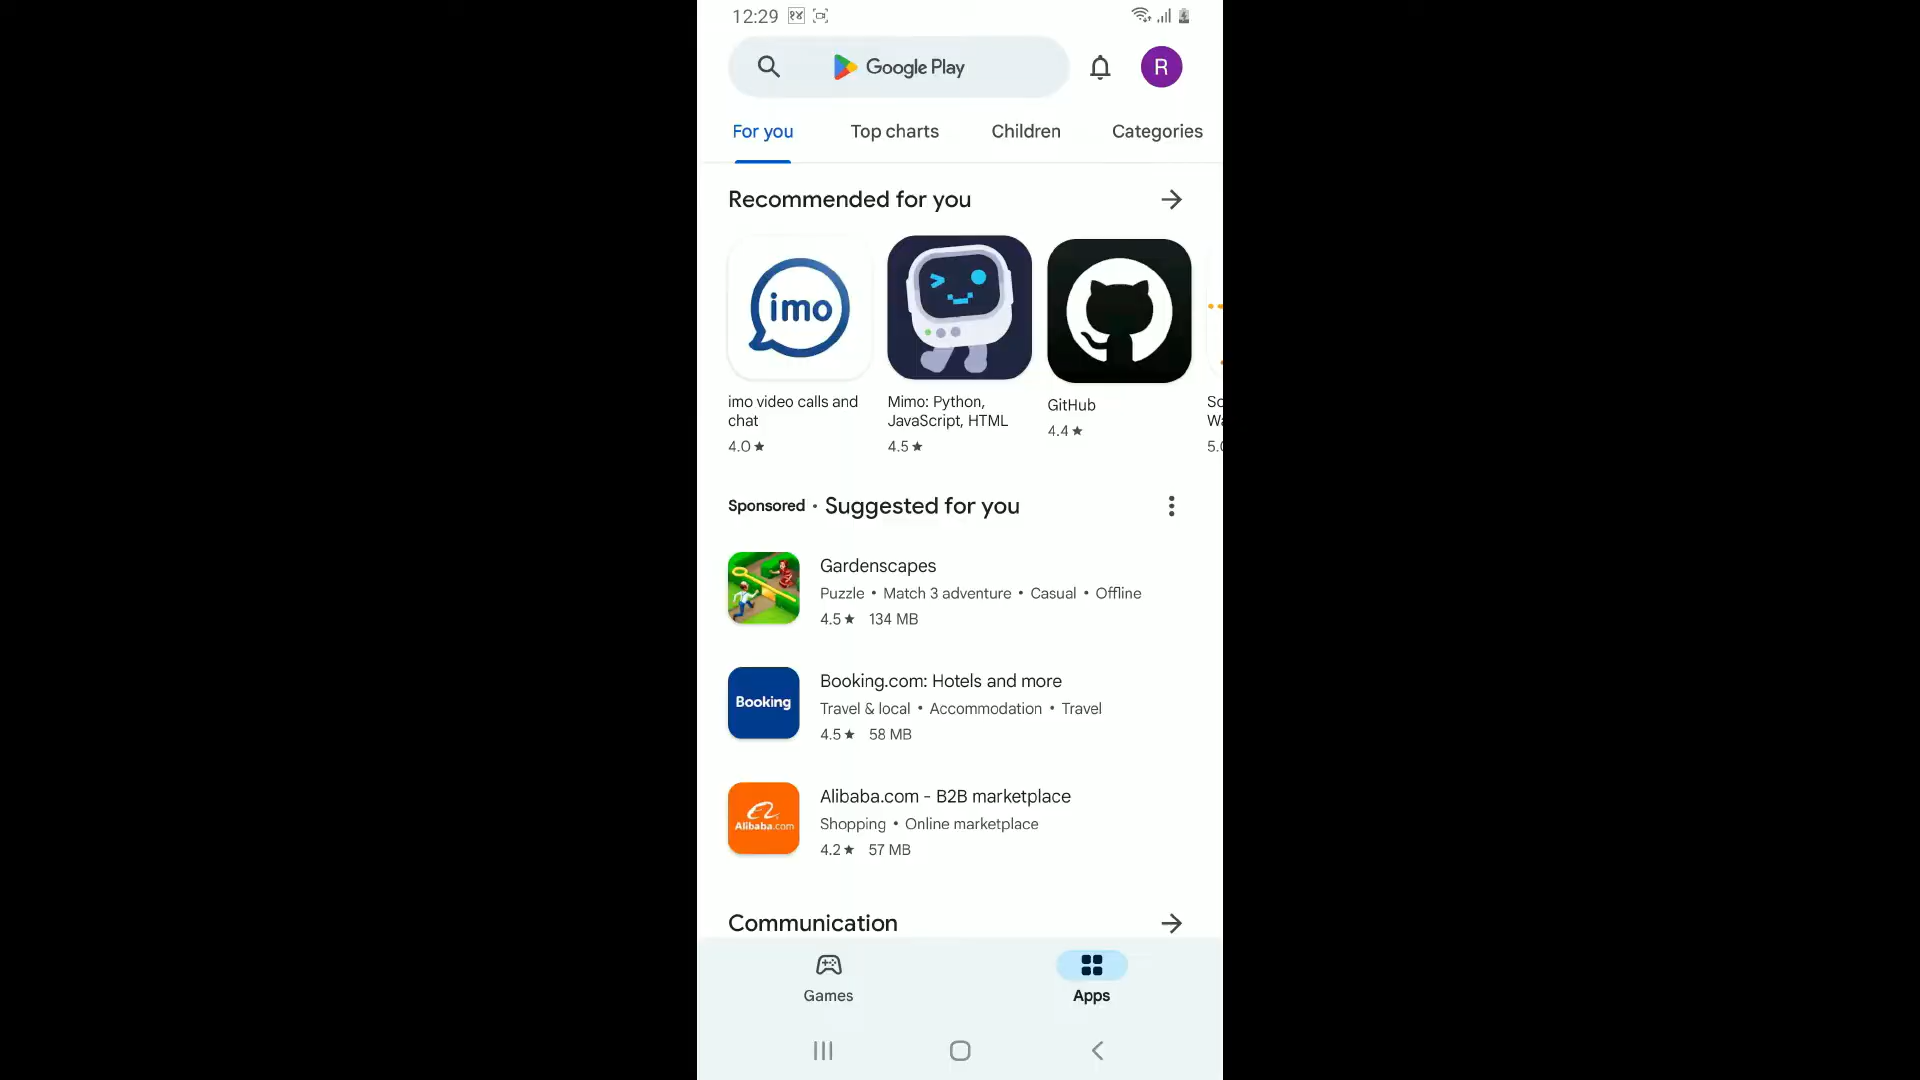 12:29
Google Play
R
For you
Top charts
Children
Categories
Recommended for you
imo
imo video calls and
chat
4.0 ★
Mimo: Python,
JavaScript, HTML
4.5 ★
GitHub
4.4 ★
Sponsored • Suggested for you
Gardenscapes
Puzzle • Match 3 adventure • Casual • Offline
4.5 ★ 134 MB
Booking
Booking.com: Hotels and more
Travel & local • Accommodation • Travel
4.5 ★ 58 MB
Alibaba.com
Alibaba.com - B2B marketplace
Shopping • Online marketplace
4.2 ★ 57 MB
Communication
Games
Apps